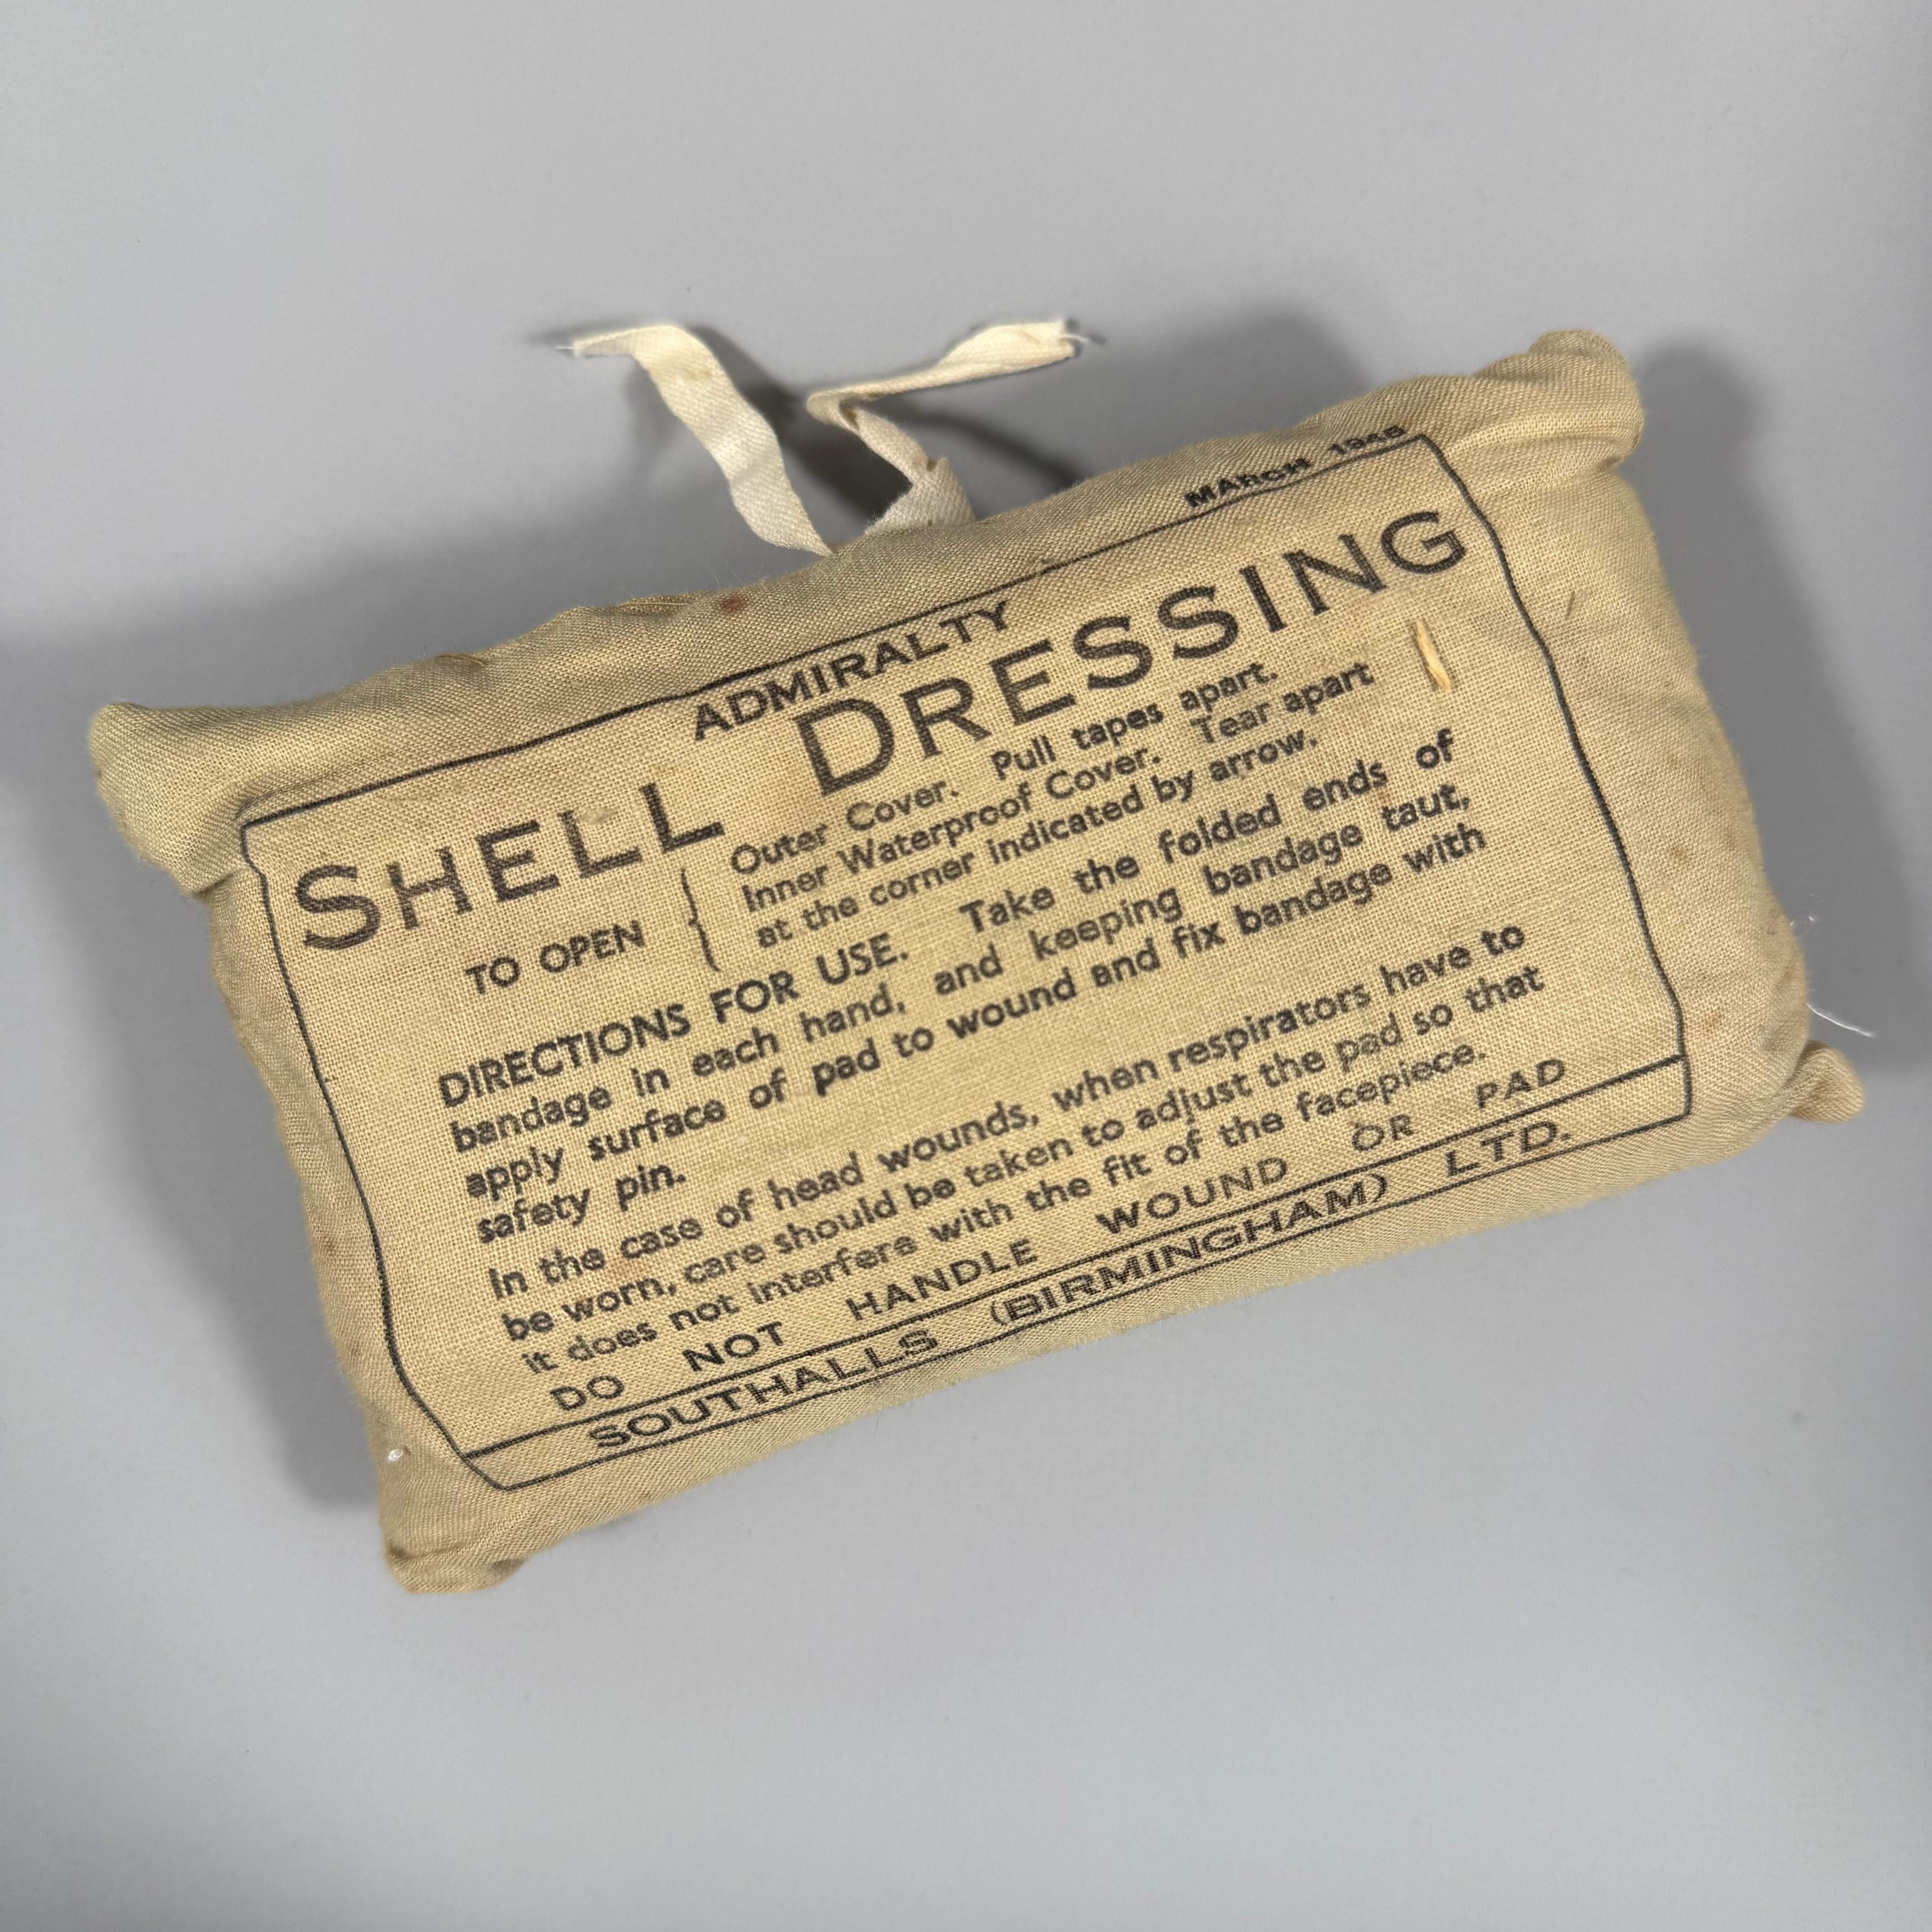 MARCH
ADMIRALTY
SHELL DRESSING
TO OPEN { Outer Cover. Pull tapes apart.
Inner Waterproof Cover. Tear apart
at the corner indicated by arrow.
DIRECTIONS FOR USE. Take the folded ends of
bandage in each hand, and keeping bandage taut,
apply surface of pad to wound and fix bandage with
safety pin.
In the case of head wounds, when respirators have to
be worn, care should be taken to adjust the pad so that
it does not interfere with the fit of the facepiece.
DO NOT HANDLE WOUND OR PAD
SOUTHALLS (BIRMINGHAM) LTD.